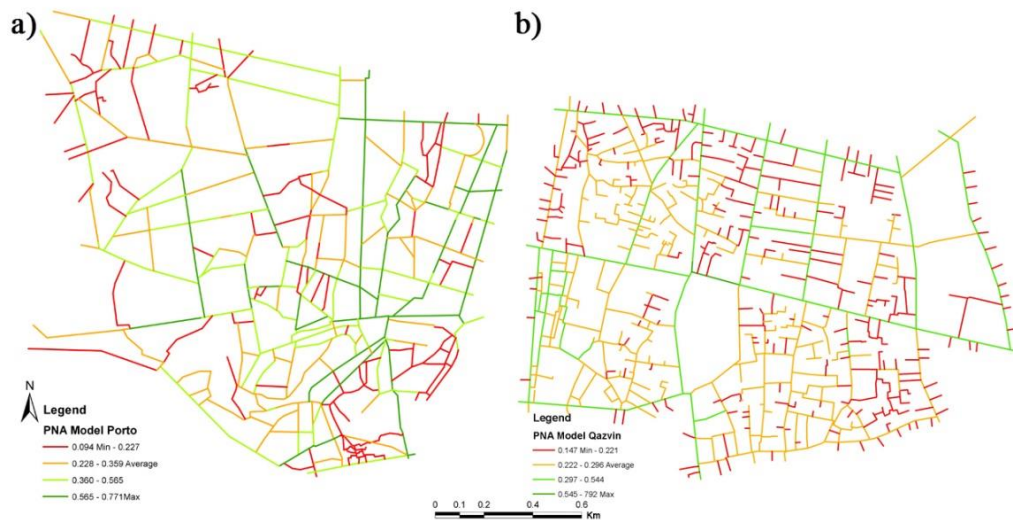 a)
b)
N
Legend
PNA Model Porto
0.094 Min - 0.227
0.228 - 0.359 Average
0.360 - 0.565
0.565 - 0.771Max
Legend
PNA Model Qazvin
0.147 Min - 0.221
0.222 - 0.296 Average
0.297 - 0.544
0.545 - 792 Max
0 0.1 0.2 0.4 0.6
Km